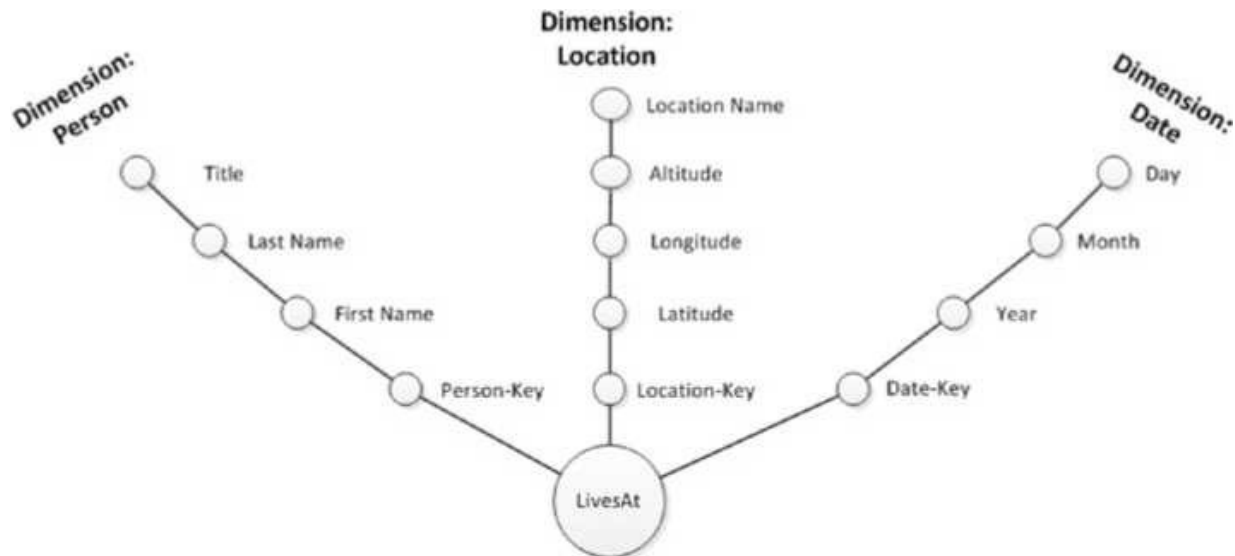 Dimension:
Person
Title
Last Name
First Name
Person-Key
Dimension:
Location
Location Name
Altitude
Longitude
Latitude
Location-Key
Dimension:
Date
Day
Month
Year
Date-Key
LivesAt